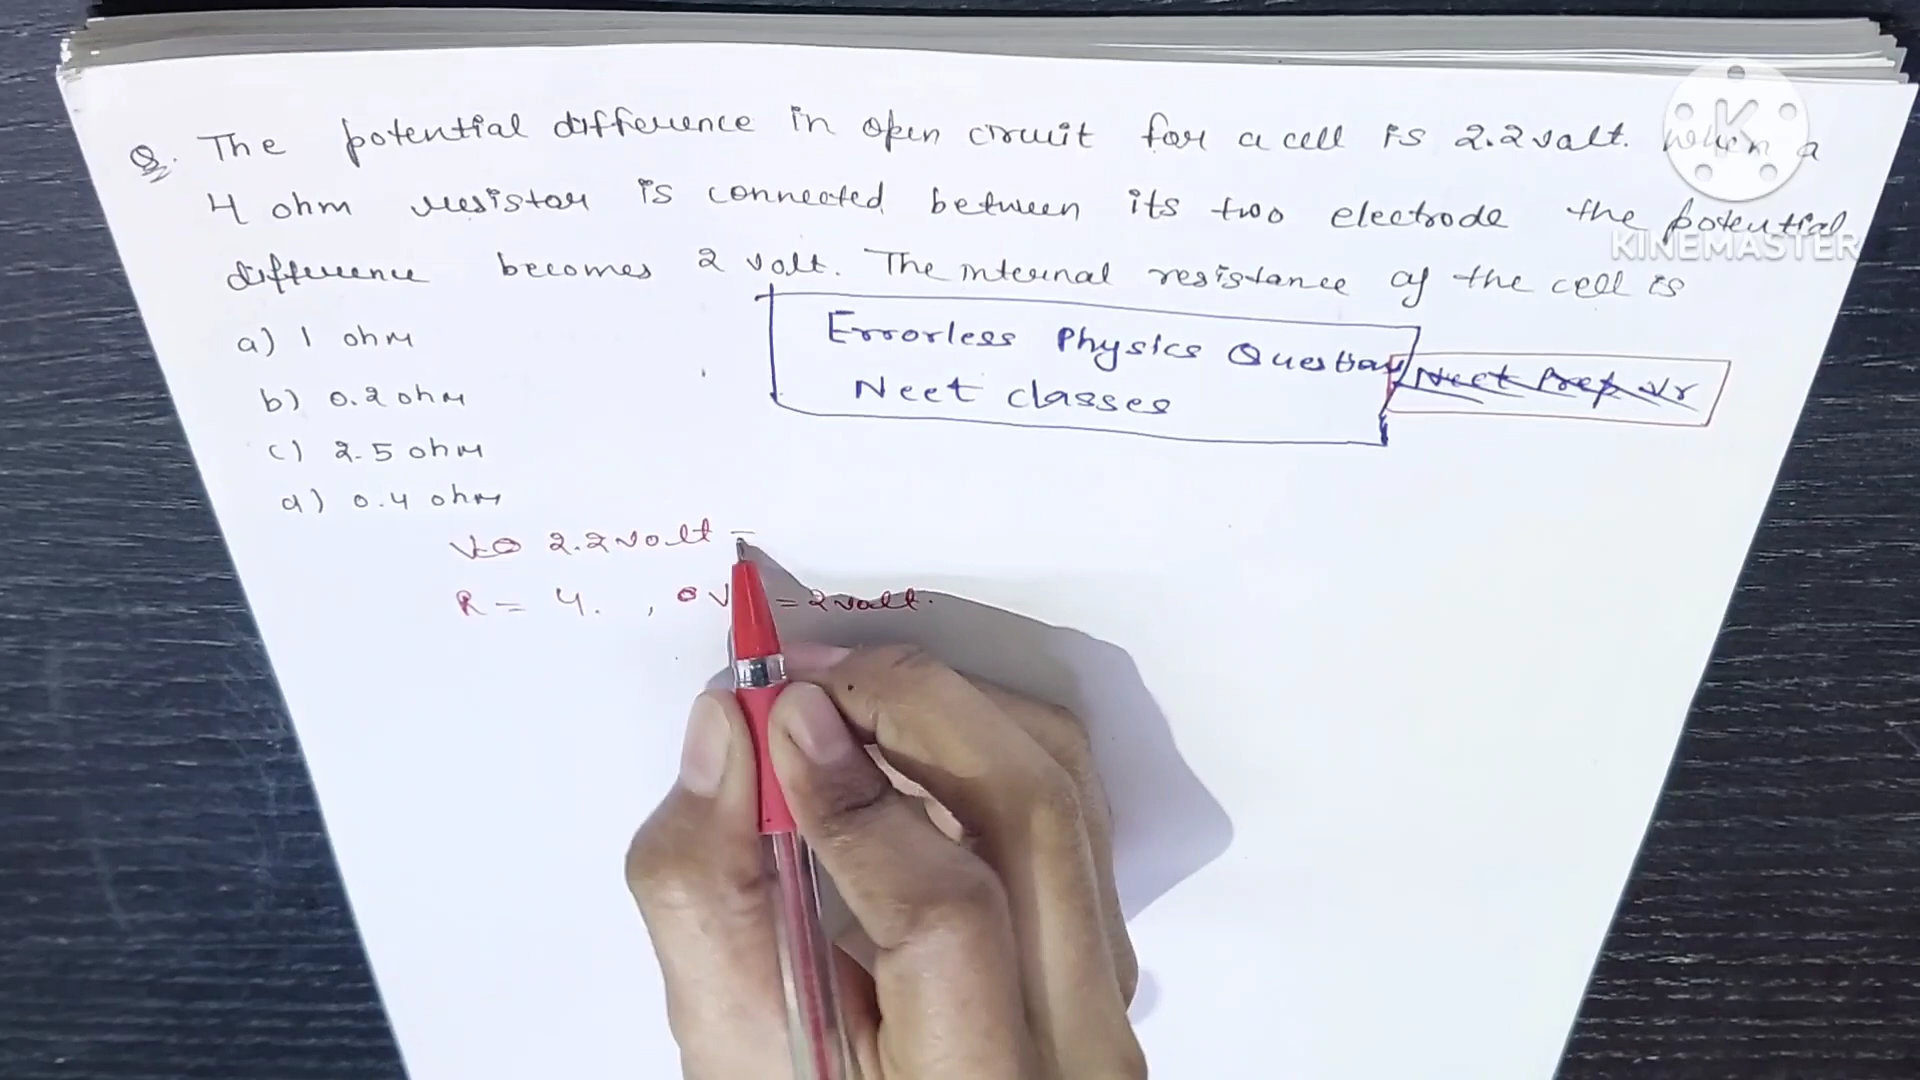 Q. The potential difference in open circuit for a cell is 2.2 volt. When a
4 ohm resistor is connected between its two electrode the potential
difference becomes 2 volt. The internal resistance of the cell is
a) 1 ohm
b) 0.2 ohm
c) 2.5 ohm
d) 0.4 ohm
Errorless Physics Question
Neet classes
Neet Prep Vr
KINEMASTER
2.2 volt =
R = 4. , V = 2 volt.